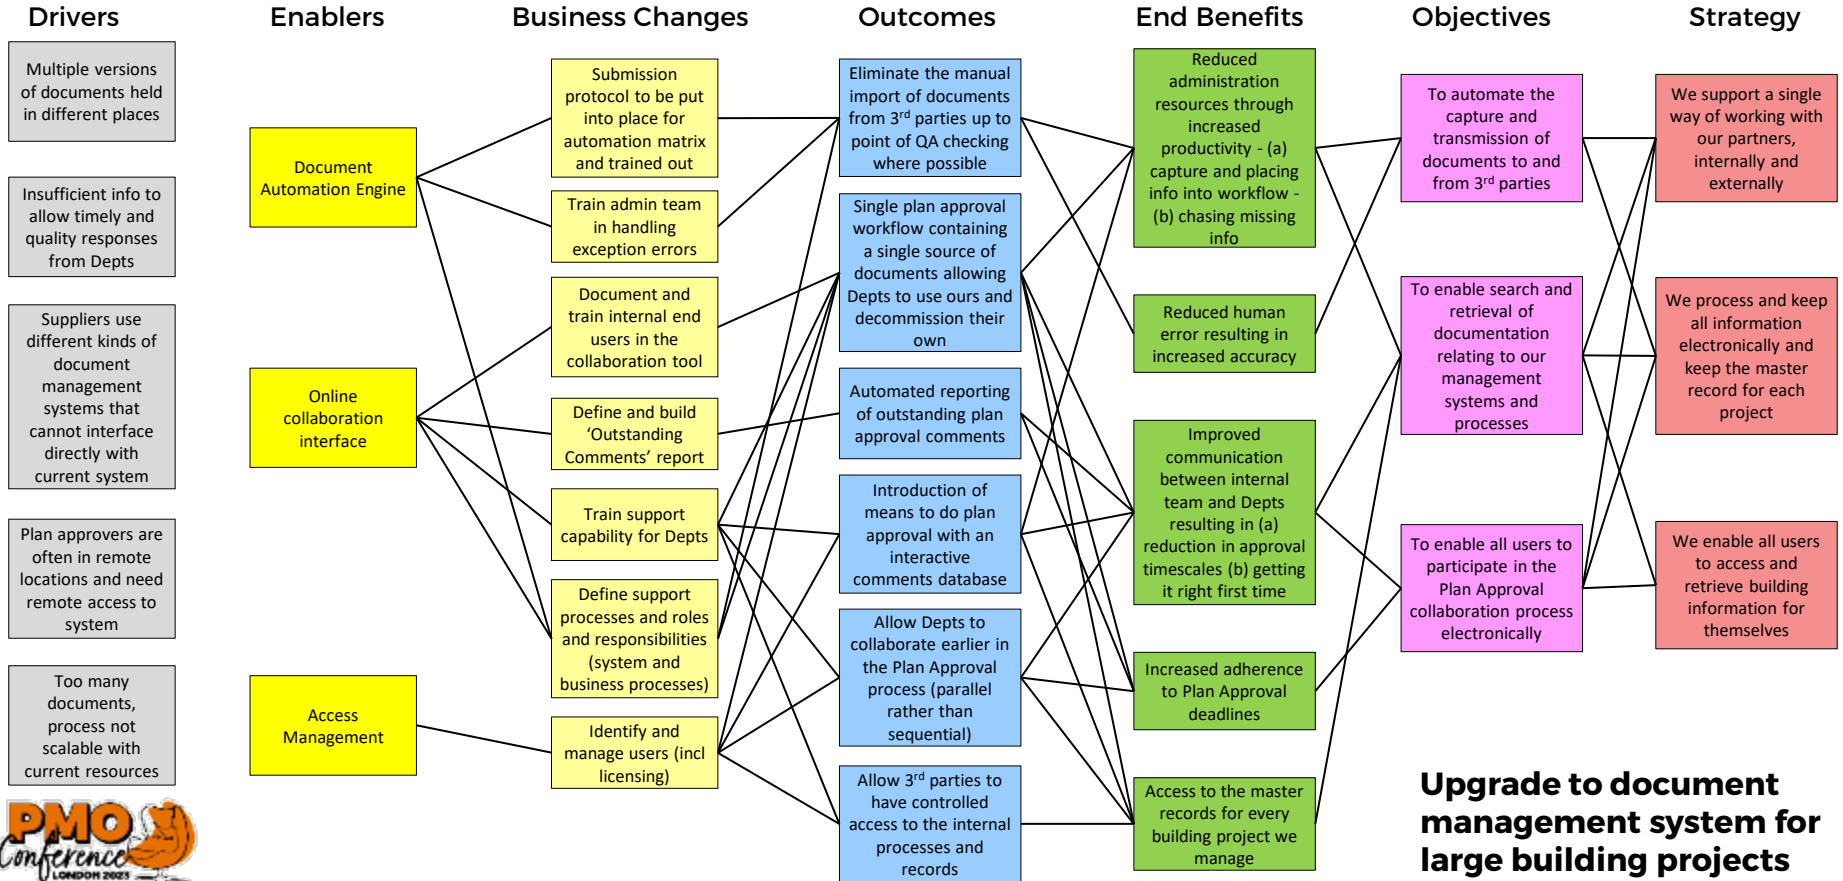 Drivers
Enablers
Business Changes
Outcomes
End Benefits
Objectives
Strategy
Multiple versions
of documents held
in different places
Insufficient info to
allow timely and
quality responses
from Depts
Suppliers use
different kinds of
document
management
systems that
cannot interface
directly with
current system
Plan approvers are
often in remote
locations and need
remote access to
system
Too many
documents,
process not
scalable with
current resources
Document
Automation Engine
Online
collaboration
interface
Access
Management
Submission
protocol to be put
into place for
automation matrix
and trained out
Train admin team
in handling
exception errors
Document and
train internal end
users in the
collaboration tool
Define and build
‘Outstanding
Comments’ report
Train support
capability for Depts
Define support
processes and roles
and responsibilities
(system and
business processes)
Identify and
manage users (incl
licensing)
Eliminate the manual
import of documents
from 3rd parties up to
point of QA checking
where possible
Single plan approval
workflow containing
a single source of
documents allowing
Depts to use ours and
decommission their
own
Automated reporting
of outstanding plan
approval comments
Introduction of
means to do plan
approval with an
interactive
comments database
Allow Depts to
collaborate earlier in
the Plan Approval
process (parallel
rather than
sequential)
Allow 3rd parties to
have controlled
access to the internal
processes and
records
Reduced
administration
resources through
increased
productivity - (a)
capture and placing
info into workflow -
(b) chasing missing
info
Reduced human
error resulting in
increased accuracy
Improved
communication
between internal
team and Depts
resulting in (a)
reduction in approval
timescales (b) getting
it right first time
Increased adherence
to Plan Approval
deadlines
Access to the master
records for every
building project we
manage
To automate the
capture and
transmission of
documents to and
from 3rd parties
To enable search and
retrieval of
documentation
relating to our
management
systems and
processes
To enable all users to
participate in the
Plan Approval
collaboration process
electronically
We support a single
way of working with
our partners,
internally and
externally
We process and keep
all information
electronically and
keep the master
record for each
project
We enable all users
to access and
retrieve building
information for
themselves
PMO
Conference
LONDON 2023
Upgrade to document
management system for
large building projects